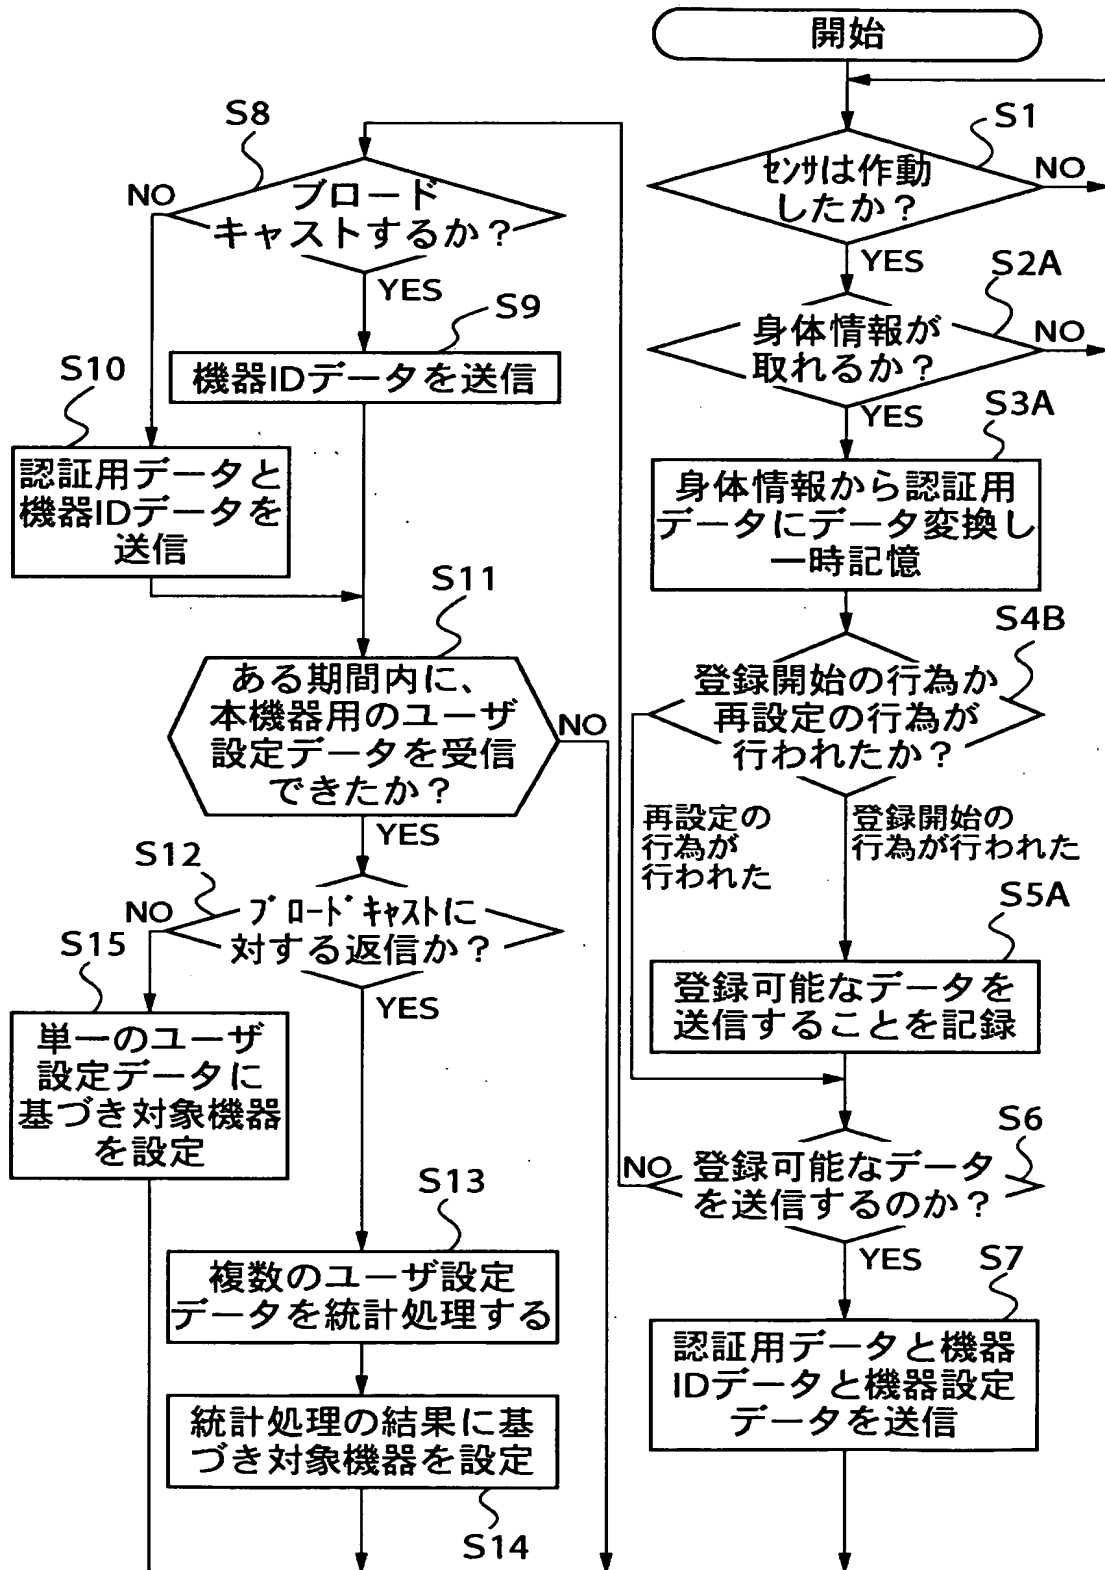 開始
S1
センサは作動
したか?
NO
YES
S2A
身体情報が
取れるか?
NO
YES
S3A
身体情報から認証用
データにデータ変換し
一時記憶
S4B
登録開始の行為か
再設定の行為が
行われたか?
再設定の
行為が
行われた
登録開始の
行為が行われた
S5A
登録可能なデータを
送信することを記録
S6
登録可能なデータ
を送信するのか?
NO
YES
S7
認証用データと機器
IDデータと機器設定
データを送信
S8
ブロード
キャストするか?
NO
YES
S9
機器IDデータを送信
S10
認証用データと
機器IDデータを
送信
S11
ある期間内に、
本機器用のユーザ
設定データを受信
できたか?
NO
YES
S12
ブロードキャストに
対する返信か?
NO
YES
S15
単一のユーザ
設定データに
基づき対象機器
を設定
S13
複数のユーザ設定
データを統計処理する
統計処理の結果に基
づき対象機器を設定
S14